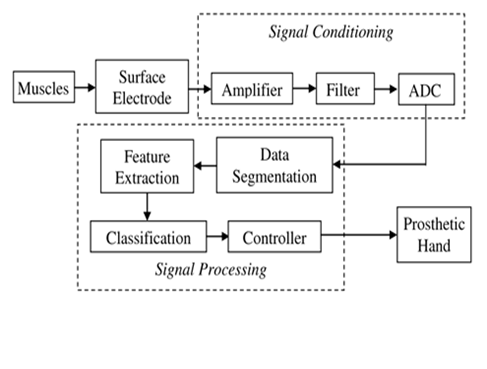 Signal Conditioning
Muscles
Surface
Electrode
Amplifier
Filter
ADC
Data
Segmentation
Feature
Extraction
Classification
Controller
Prosthetic
Hand
Signal Processing